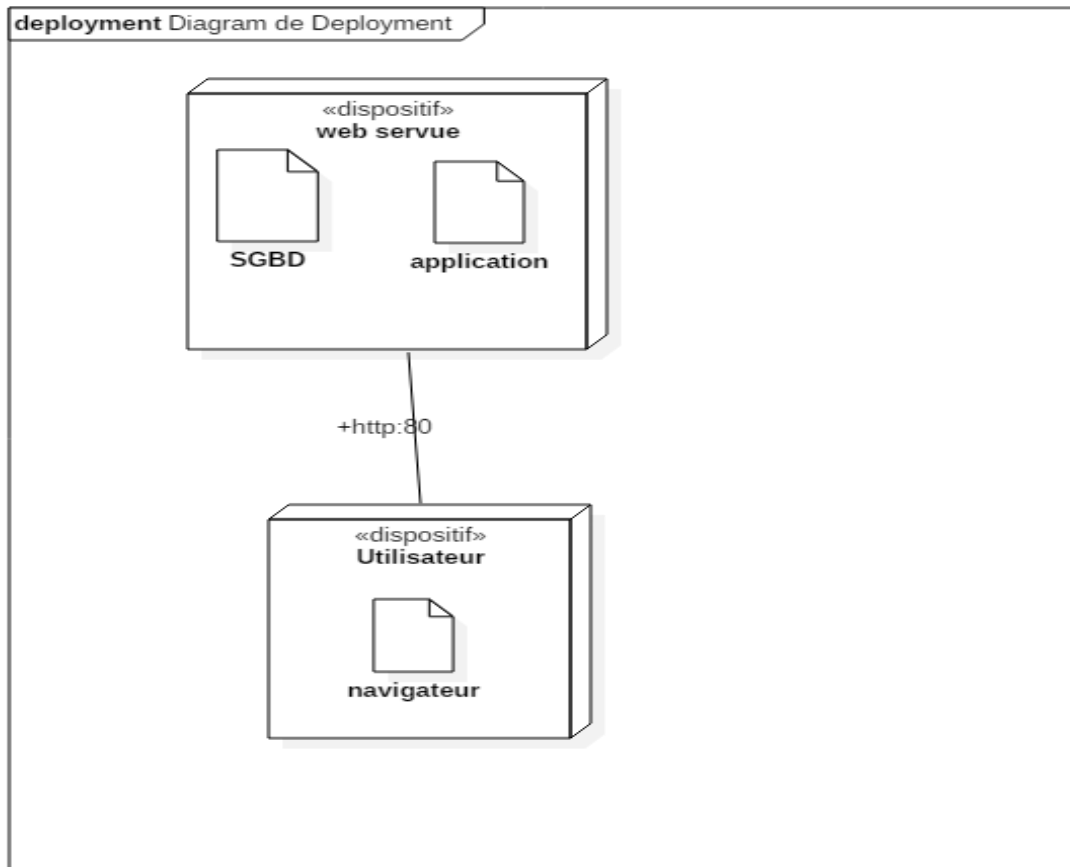 deployment Diagram de Deployment
«dispositif»
web servue
SGBD
application
+http:80
«dispositif»
Utilisateur
navigateur